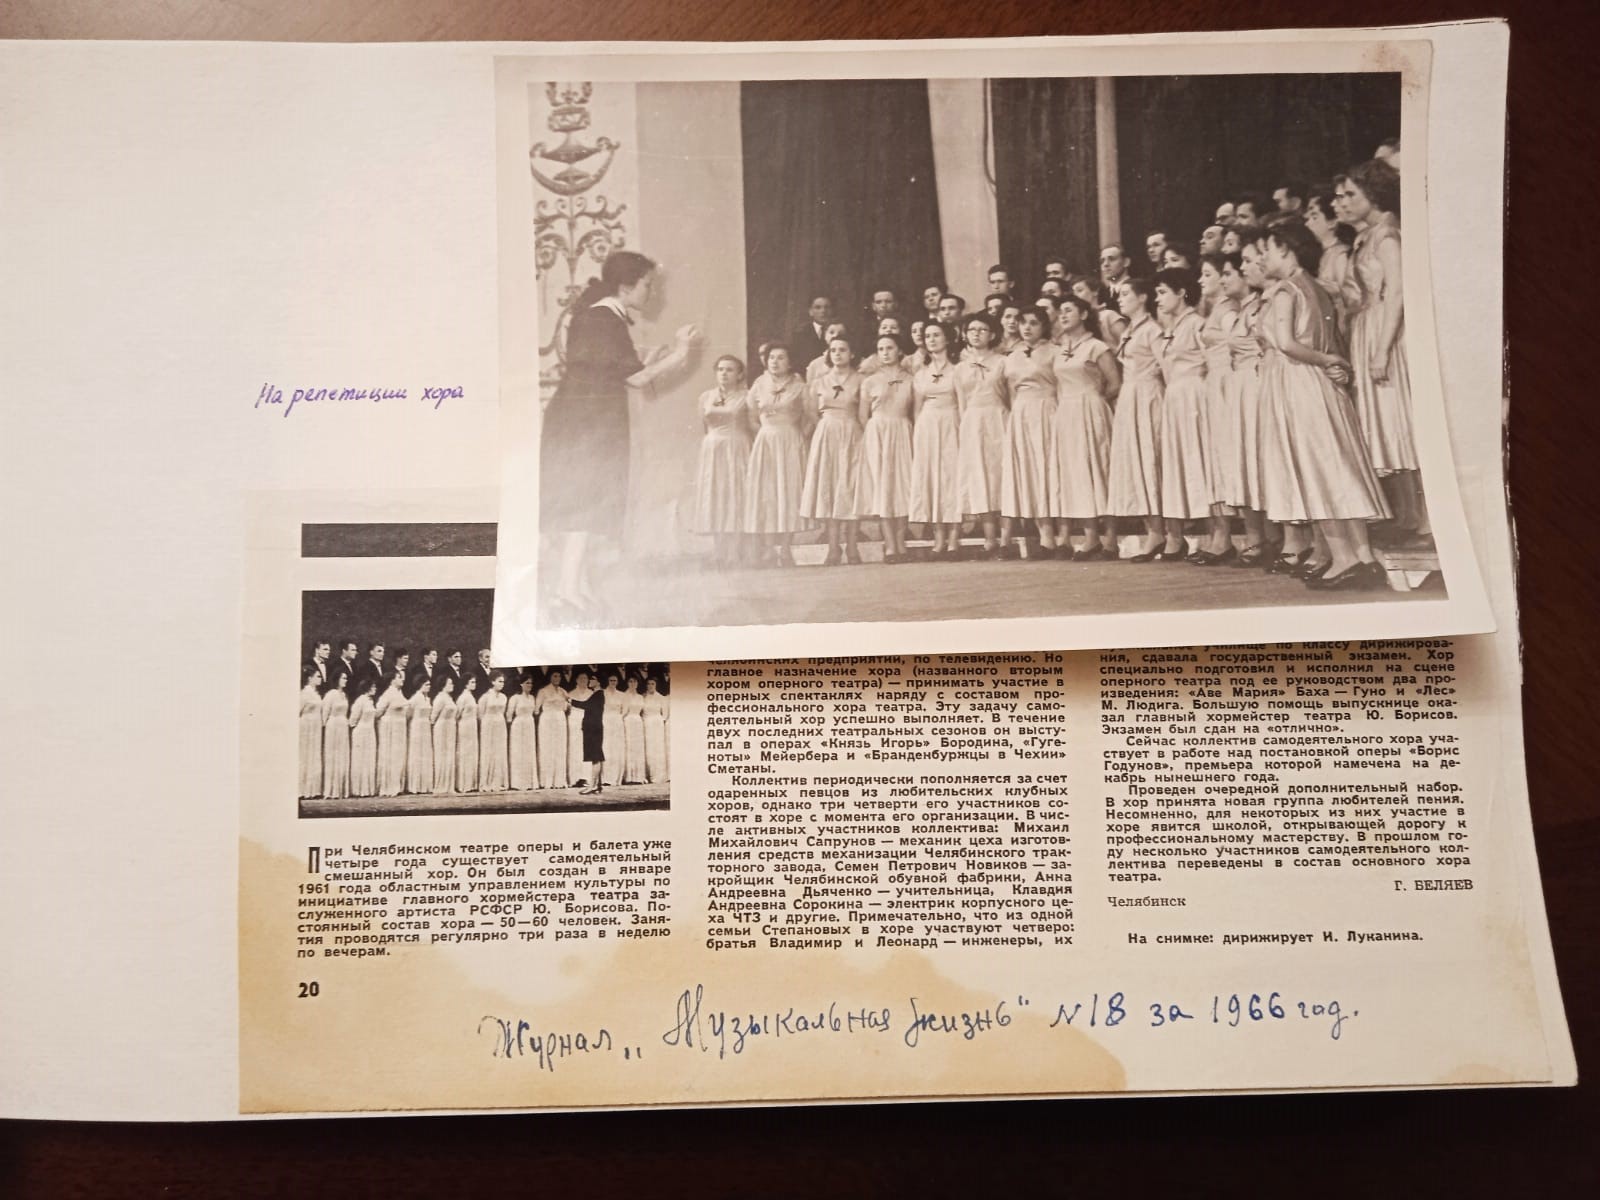 На репетиции хора
При Челябинском театре оперы и балета уже
четыре года существует самодеятельный
смешанный хор. Он был создан в январе
1961 года областным управлением культуры по
инициативе главного хормейстера театра за-
служенного артиста РСФСР Ю. Борисова. По-
стоянный состав хора — 50—60 человек. Заня-
тия проводятся регулярно три раза в неделю
по вечерам.
20
челябинских предприятий, по телевидению. Но
главное назначение хора (названного вторым
хором оперного театра) — принимать участие в
оперных спектаклях наряду с составом про-
фессионального хора театра. Эту задачу само-
деятельный хор успешно выполняет. В течение
двух последних театральных сезонов он высту-
пал в операх «Князь Игорь» Бородина, «Гуге-
ноты» Мейербера и «Бранденбуржцы в Чехии»
Сметаны.
Коллектив периодически пополняется за счет
одаренных певцов из любительских клубных
хоров, однако три четверти его участников со-
стоят в хоре с момента его организации. В чис-
ле активных участников коллектива: Михаил
Михайлович Сапрунов — механик цеха изготов-
ления средств механизации Челябинского трак-
торного завода, Семен Петрович Новиков — за-
кройщик Челябинской обувной фабрики, Анна
Андреевна Дьяченко — учительница, Клавдия
Андреевна Сорокина — электрик корпусного це-
ха ЧТЗ и другие. Примечательно, что из одной
семьи Степановых в хоре участвуют четверо:
братья Владимир и Леонард — инженеры, их
училище по классу дирижирова-
ния, сдавала государственный экзамен. Хор
специально подготовил и исполнил на сцене
оперного театра под ее руководством два про-
изведения: «Аве Мария» Баха — Гуно и «Лес»
М. Людига. Большую помощь выпускнице ока-
зал главный хормейстер театра Ю. Борисов.
Экзамен был сдан на «отлично».
Сейчас коллектив самодеятельного хора уча-
ствует в работе над постановкой оперы «Борис
Годунов», премьера которой намечена на де-
кабрь нынешнего года.
Проведен очередной дополнительный набор.
В хор принята новая группа любителей пения.
Несомненно, для некоторых из них участие в
хоре явится школой, открывающей дорогу к
профессиональному мастерству. В прошлом го-
ду несколько участников самодеятельного кол-
лектива переведены в состав основного хора
театра.
Г. БЕЛЯЕВ
Челябинск
На снимке: дирижирует И. Луканина.
Журнал „Музыкальная жизнь" N 18 за 1966 год.